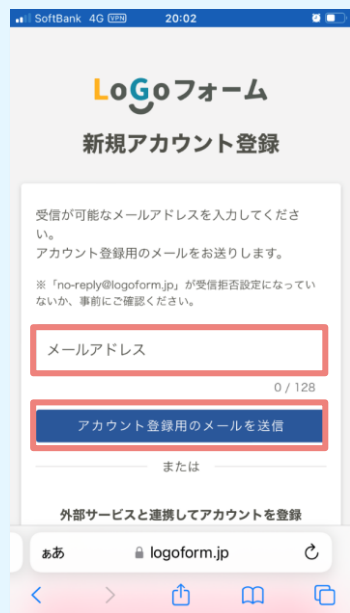 SoftBank 4G VPN 20:02
LoGoフォーム
新規アカウント登録
受信が可能なメールアドレスを入力してくださ
い。
アカウント登録用のメールをお送りします。
※「no-reply@logoform.jp」が受信拒否設定になってい
ないか、事前にご確認ください。
メールアドレス
0 / 128
アカウント登録用のメールを送信
または
外部サービスと連携してアカウントを登録
ぁあ logoform.jp